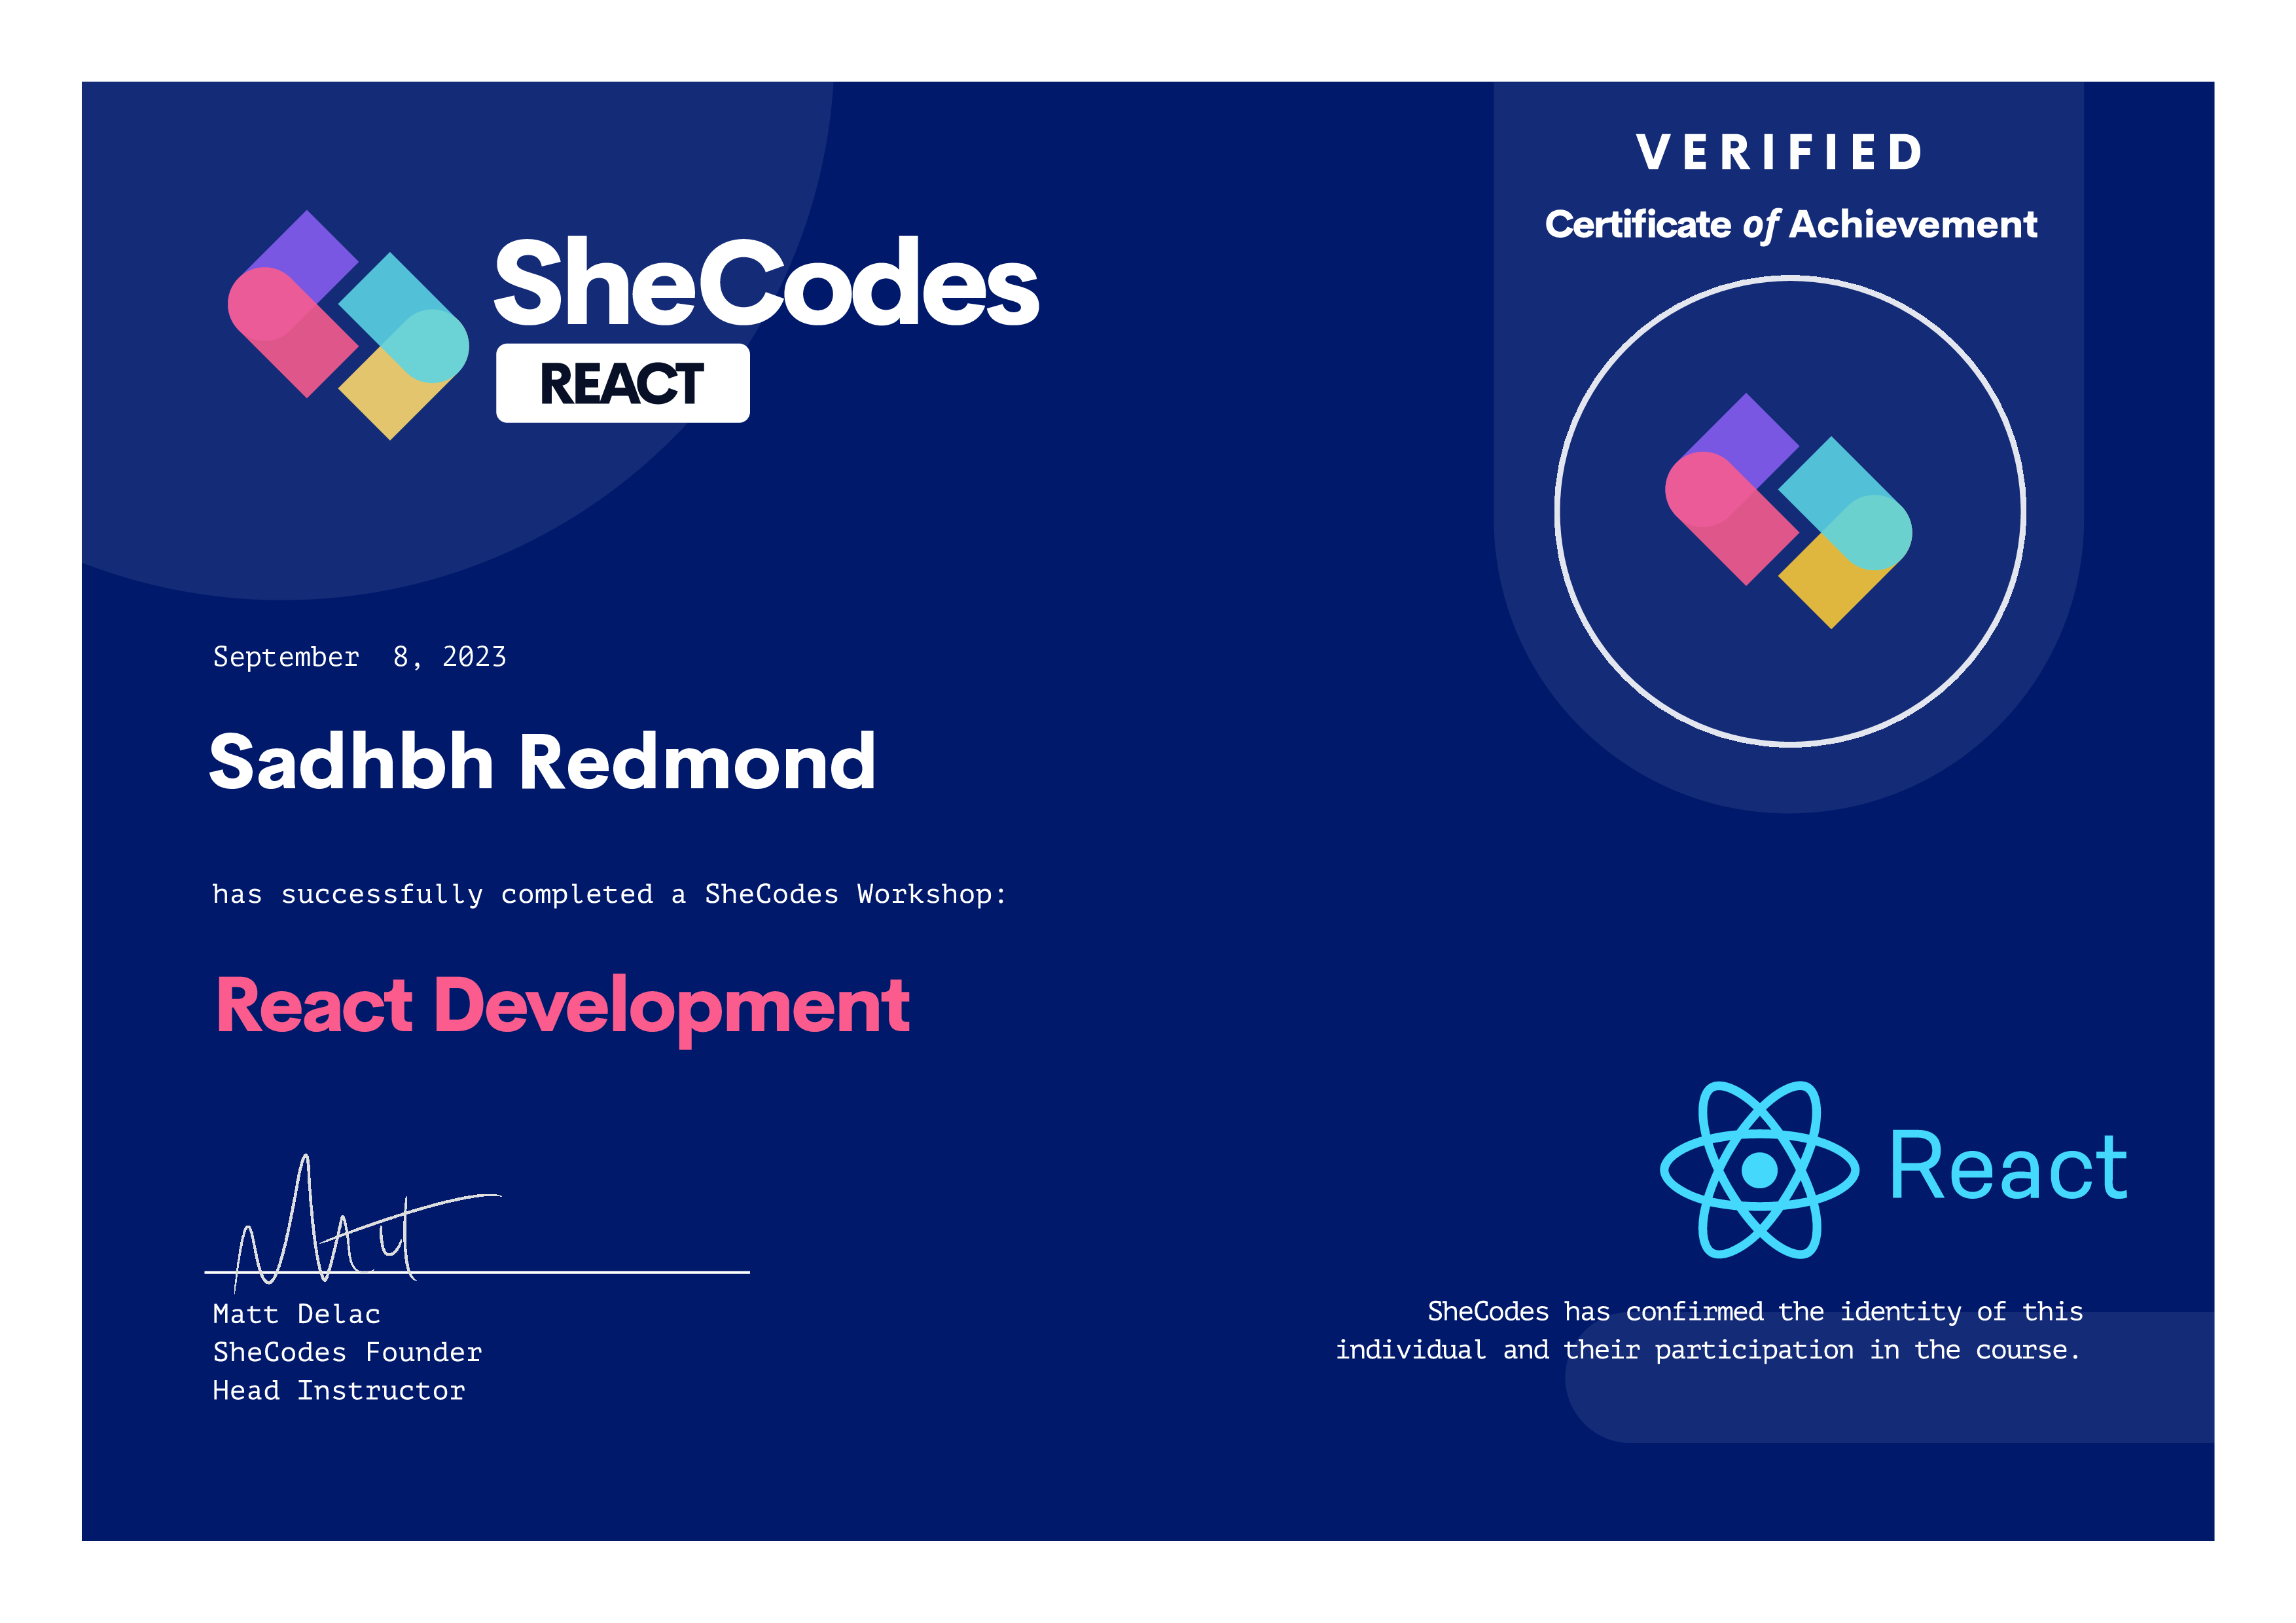 SheCodes
REACT
VERIFIED
Certificate of Achievement
September  8, 2023
Sadhbh Redmond
has successfully completed a SheCodes Workshop:
React Development
Matt
Matt Delac
SheCodes Founder
Head Instructor
React
SheCodes has confirmed the identity of this
individual and their participation in the course.